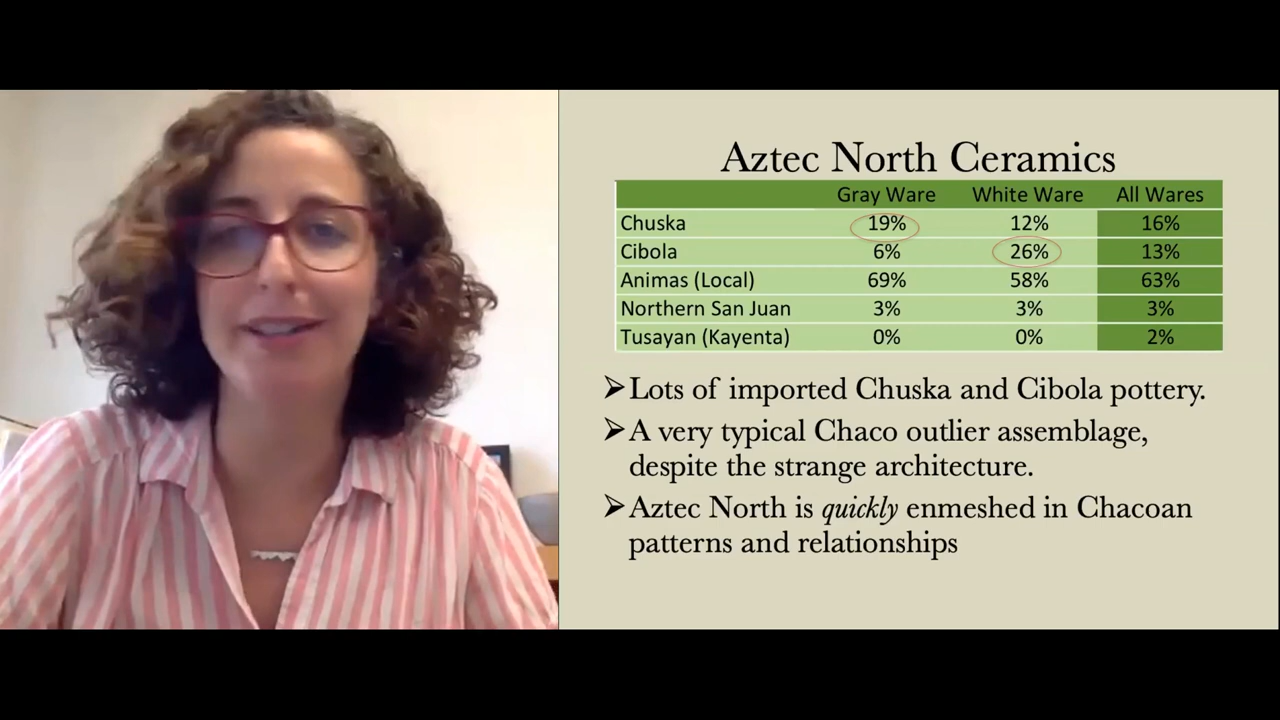 Aztec North Ceramics
Gray Ware White Ware All Wares
Chuska 19% 12% 16%
Cibola 6% 26% 13%
Animas (Local) 69% 58% 63%
Northern San Juan 3% 3% 3%
Tusayan (Kayenta) 0% 0% 2%
➢Lots of imported Chuska and Cibola pottery.
➢A very typical Chaco outlier assemblage,
despite the strange architecture.
➢Aztec North is quickly enmeshed in Chacoan
patterns and relationships